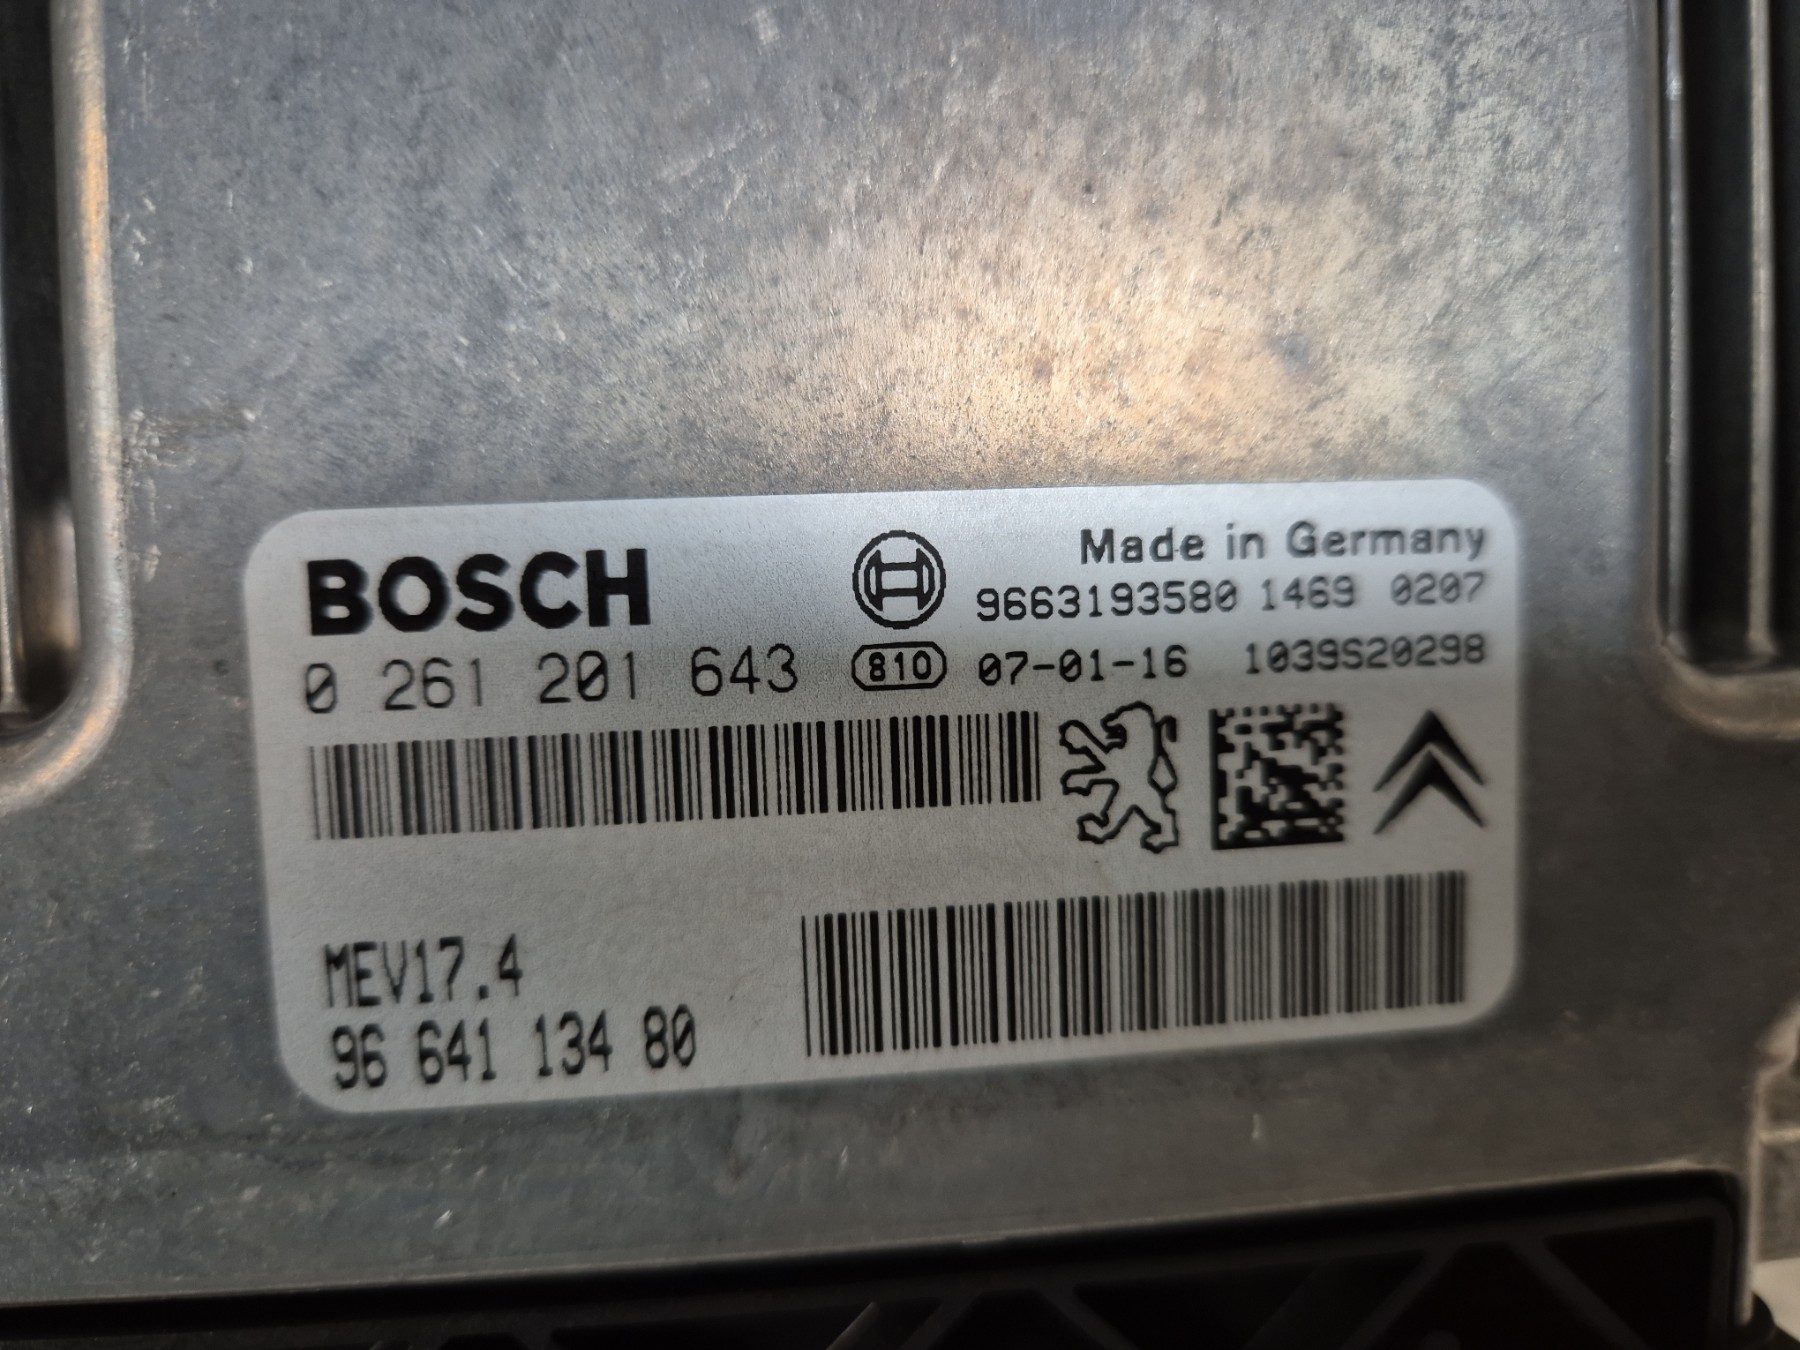 BOSCH
Made in Germany
9663193580 1469 0207
0 261 201 643
810 07-01-16 1039S20298
MEV17.4
96 641 134 80